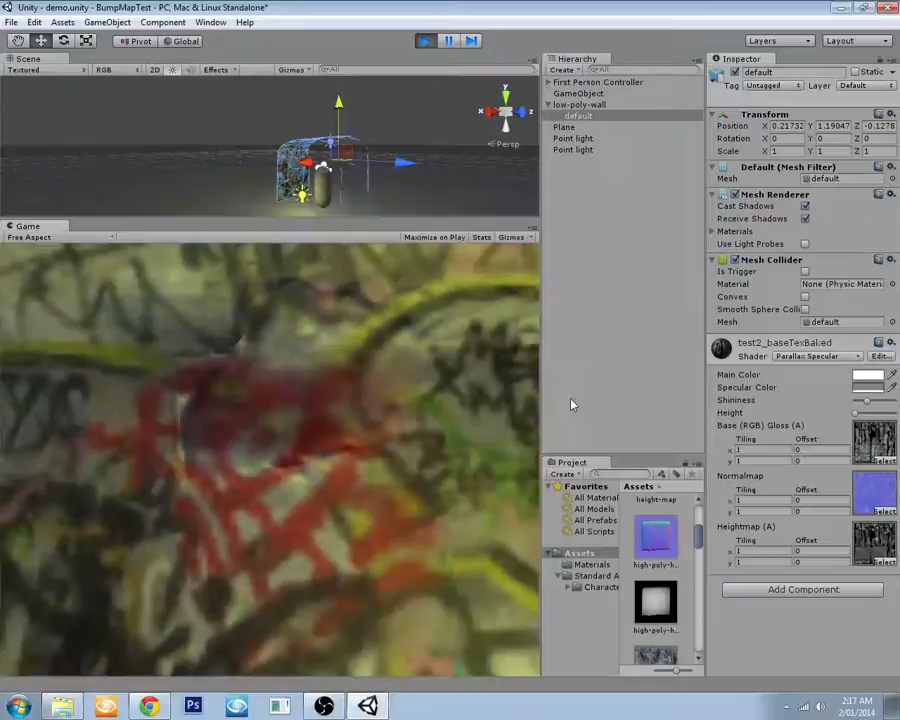 Unity - demo.unity - BumpMapTest - PC, Mac & Linux Standalone*
File Edit Assets GameObject Component Window Help
Pivot Global Layers Layout
Scene
Textured RGB 2D Effects Gizmos All
y x z
Persp
Game
Free Aspect Maximize on Play Stats Gizmos
Hierarchy
Create All
First Person Controller
GameObject
low-poly-wall
default
Plane
Point light
Point light
Project
Create
Favorites
All Material
All Models
All Prefabs
All Scripts
Assets
Materials
Standard A
Characte
Assets
height-map
high-poly-h..
high-poly-h..
Inspector
default Static
Tag Untagged Layer Default
Transform
Position X 0.21732 Y 1.19047 Z -0.1278
Rotation X 0 Y 0 Z 0
Scale X 1 Y 1 Z 1
Default (Mesh Filter)
Mesh default
Mesh Renderer
Cast Shadows
Receive Shadows
Materials
Use Light Probes
Mesh Collider
Is Trigger
Material None (Physic Materi
Convex
Smooth Sphere Colli
Mesh default
test2_baseTexBaked
Shader Parallax Specular Edit...
Main Color
Specular Color
Shininess
Height
Base (RGB) Gloss (A)
Tiling Offset
x 1 0
y 1 0
Select
Normalmap
Tiling Offset
x 1 0
y 1 0
Select
Heightmap (A)
Tiling Offset
x 1 0
y 1 0
Select
Add Component
Ps
2:17 AM
2/01/2014